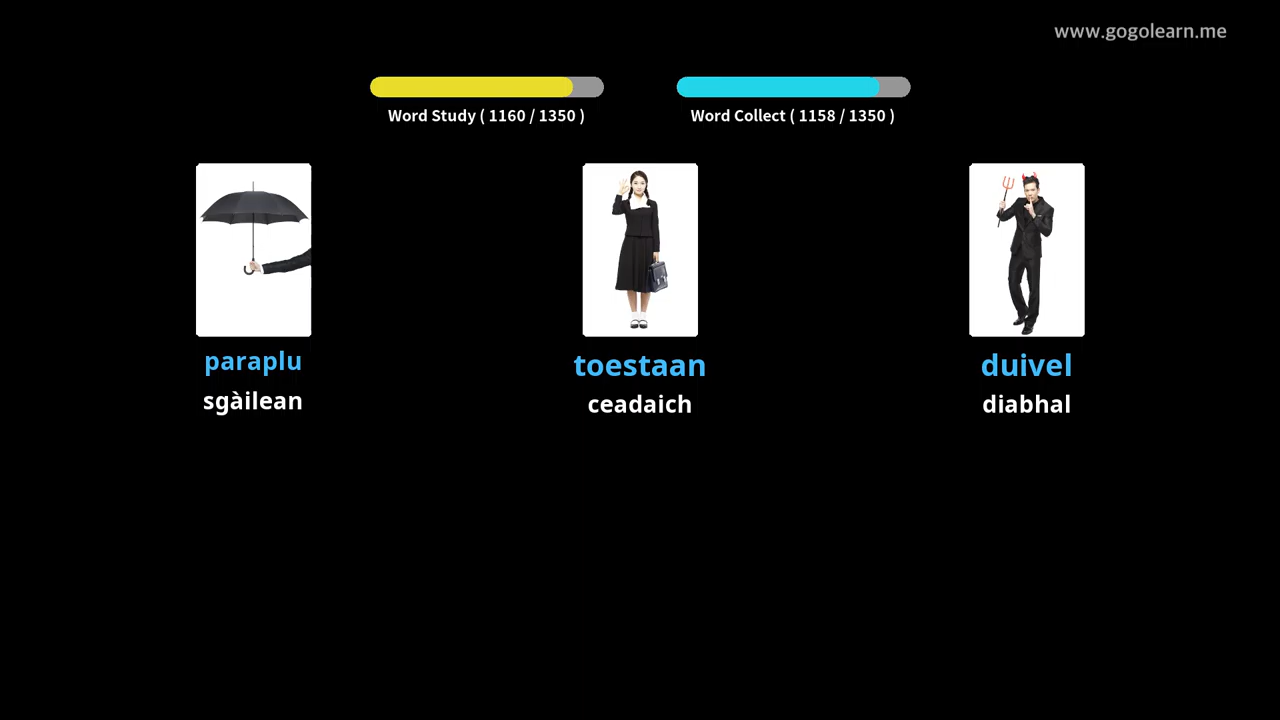 www.gogolearn.me
Word Study ( 1160 / 1350 )
Word Collect ( 1158 / 1350 )
paraplu
sgàilean
toestaan
ceadaich
duivel
diabhal